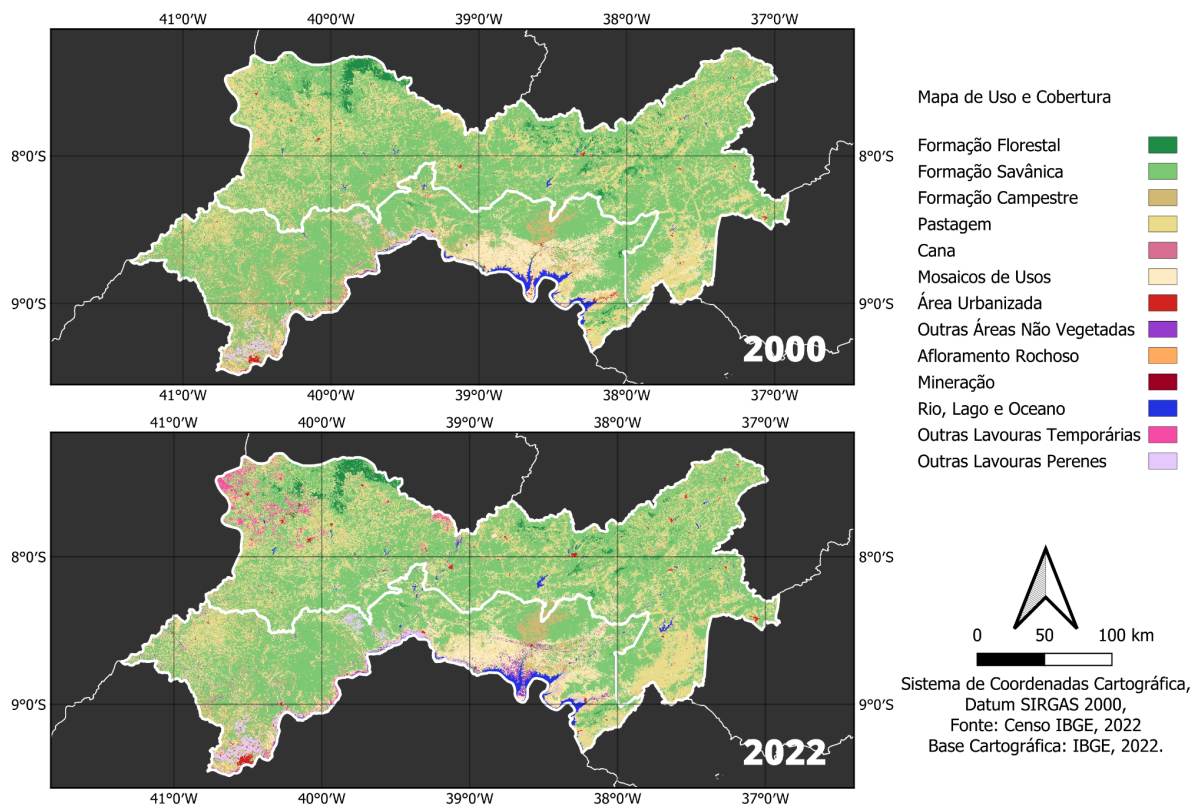 41°0'W 40°0'W 39°0'W 38°0'W 37°0'W
8°0'S 8°0'S
9°0'S 9°0'S
2000
41°0'W 40°0'W 39°0'W 38°0'W 37°0'W
41°0'W 40°0'W 39°0'W 38°0'W 37°0'W
8°0'S 8°0'S
9°0'S 9°0'S
2022
41°0'W 40°0'W 39°0'W 38°0'W 37°0'W
Mapa de Uso e Cobertura
Formação Florestal
Formação Savânica
Formação Campestre
Pastagem
Cana
Mosaicos de Usos
Área Urbanizada
Outras Áreas Não Vegetadas
Afloramento Rochoso
Mineração
Rio, Lago e Oceano
Outras Lavouras Temporárias
Outras Lavouras Perenes
0 50 100 km
Sistema de Coordenadas Cartográfica,
Datum SIRGAS 2000,
Fonte: Censo IBGE, 2022
Base Cartográfica: IBGE, 2022.